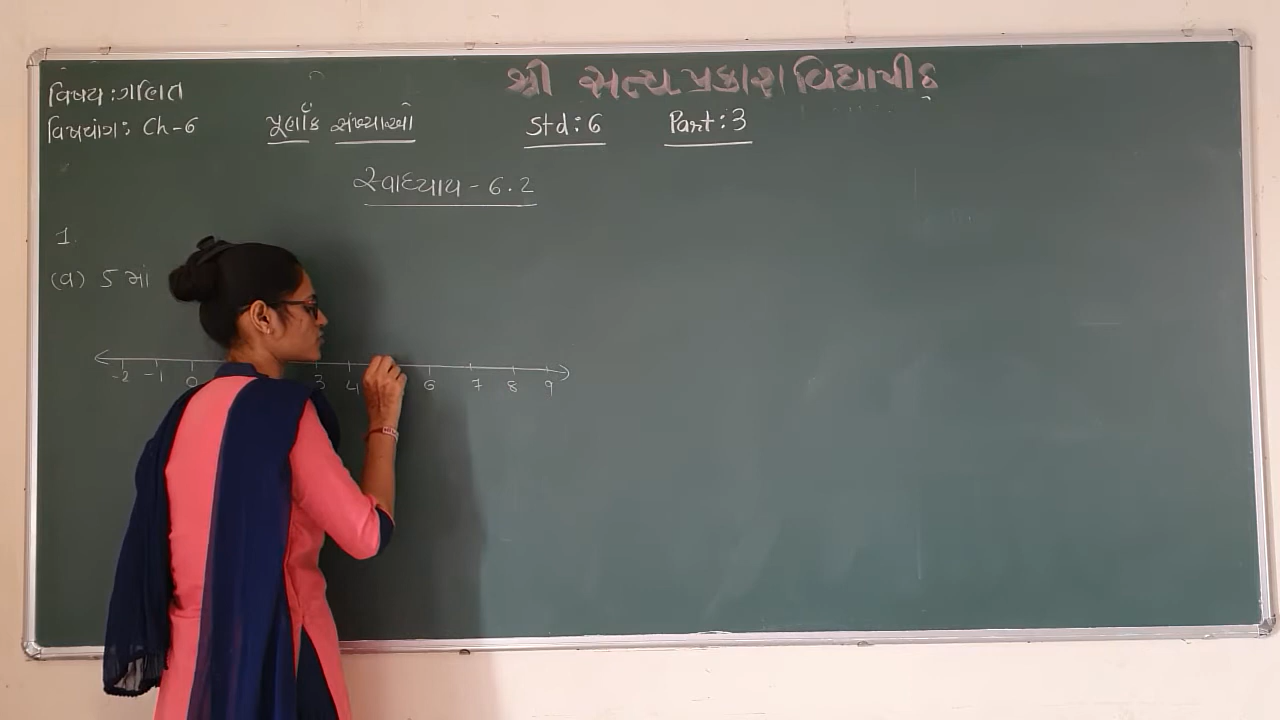 શ્રી સત્ય પ્રકાશ વિદ્યાપીઠ
વિષય : ગણિત
વિષયાંગ : Ch-6 પૂર્ણાંક સંખ્યાઓ Std : 6 Part : 3
સ્વાધ્યાય - 6.2
1.
(a) 5 માં
-2 -1 0 3 4 6 7 8 9